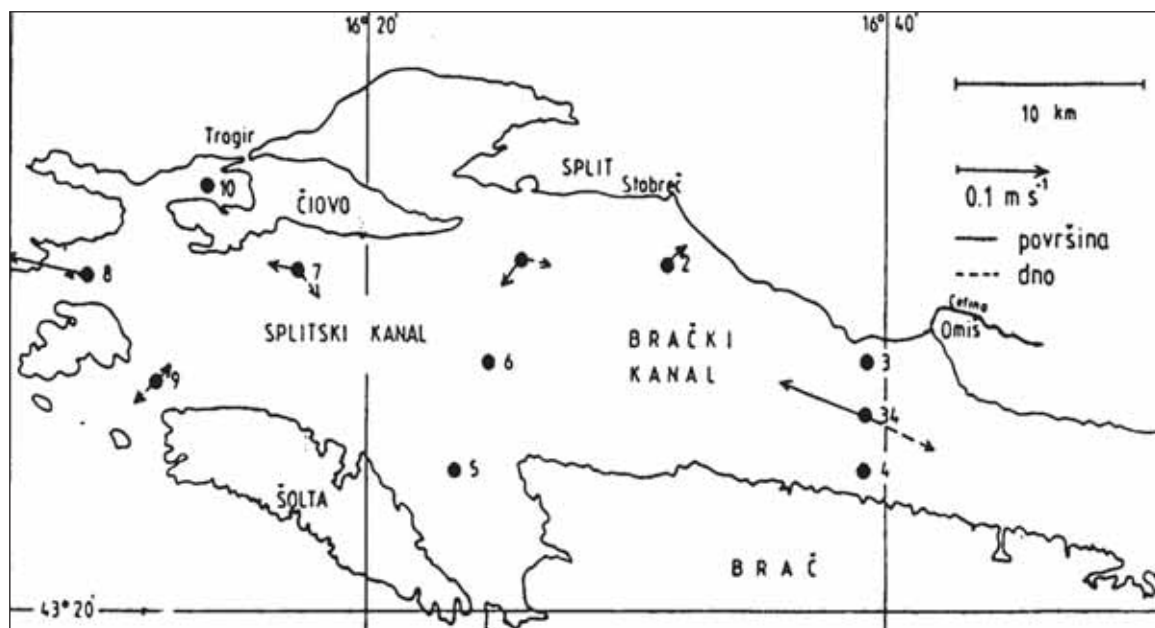 16° 20'
16° 40'
10 km
Trogir
SPLIT
Stobreč
0.1 m s⁻¹
10
ČIOVO
površina
dno
8
7
2
Cetina
Omiš
SPLITSKI KANAL
BRAČKI
KANAL
6
3
9
34
5
4
ŠOLTA
BRAČ
43° 20'